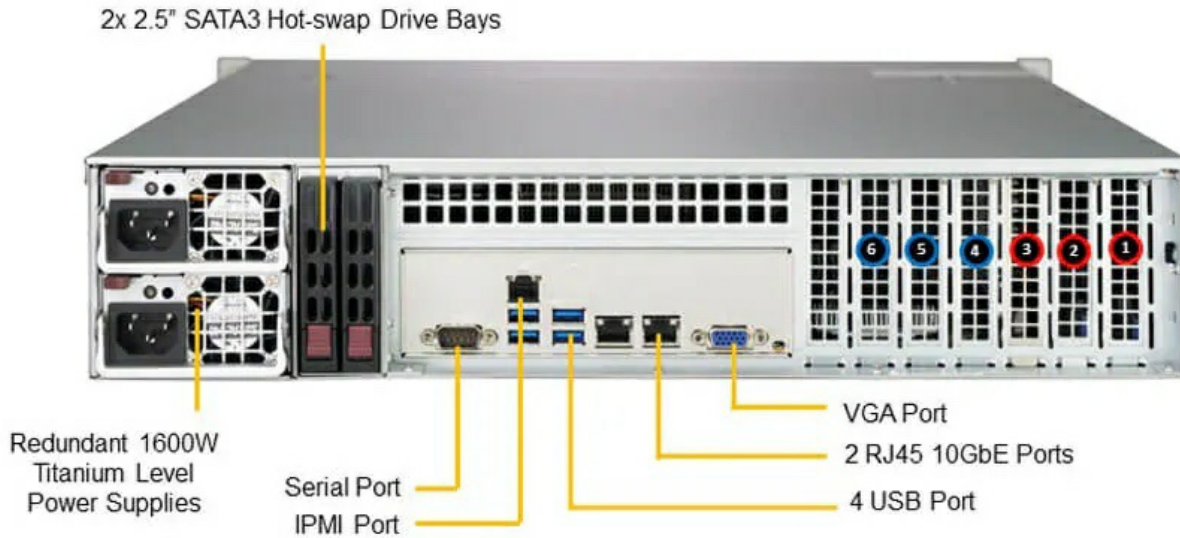 2x 2.5” SATA3 Hot-swap Drive Bays
6 5 4 3 2 1
VGA Port
Redundant 1600W
Titanium Level
Power Supplies
2 RJ45 10GbE Ports
Serial Port
4 USB Port
IPMI Port